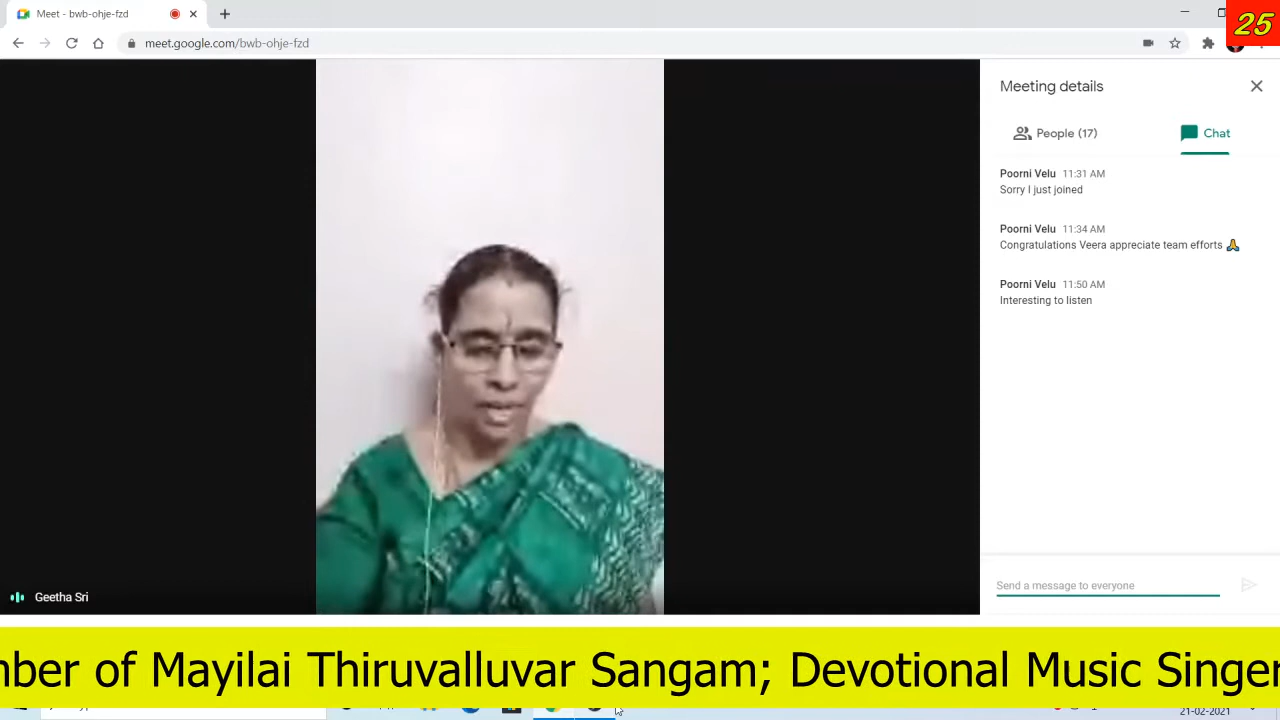 Meet - bwb-ohje-fzd
25
meet.google.com/bwb-ohje-fzd
Meeting details
People (17)
Chat
Poorni Velu 11:31 AM
Sorry I just joined
Poorni Velu 11:34 AM
Congratulations Veera appreciate team efforts 🙏
Poorni Velu 11:50 AM
Interesting to listen
Send a message to everyone
Geetha Sri
of Mayilai Thiruvalluvar Sangam; Devotional Music Singer
21-02-2021